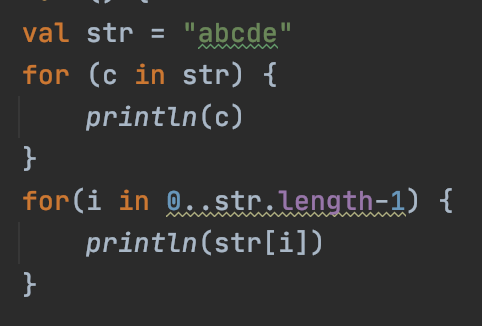 val str = "abcde"
for (c in str) {
    println(c)
}
for(i in 0..str.length-1) {
    println(str[i])
}